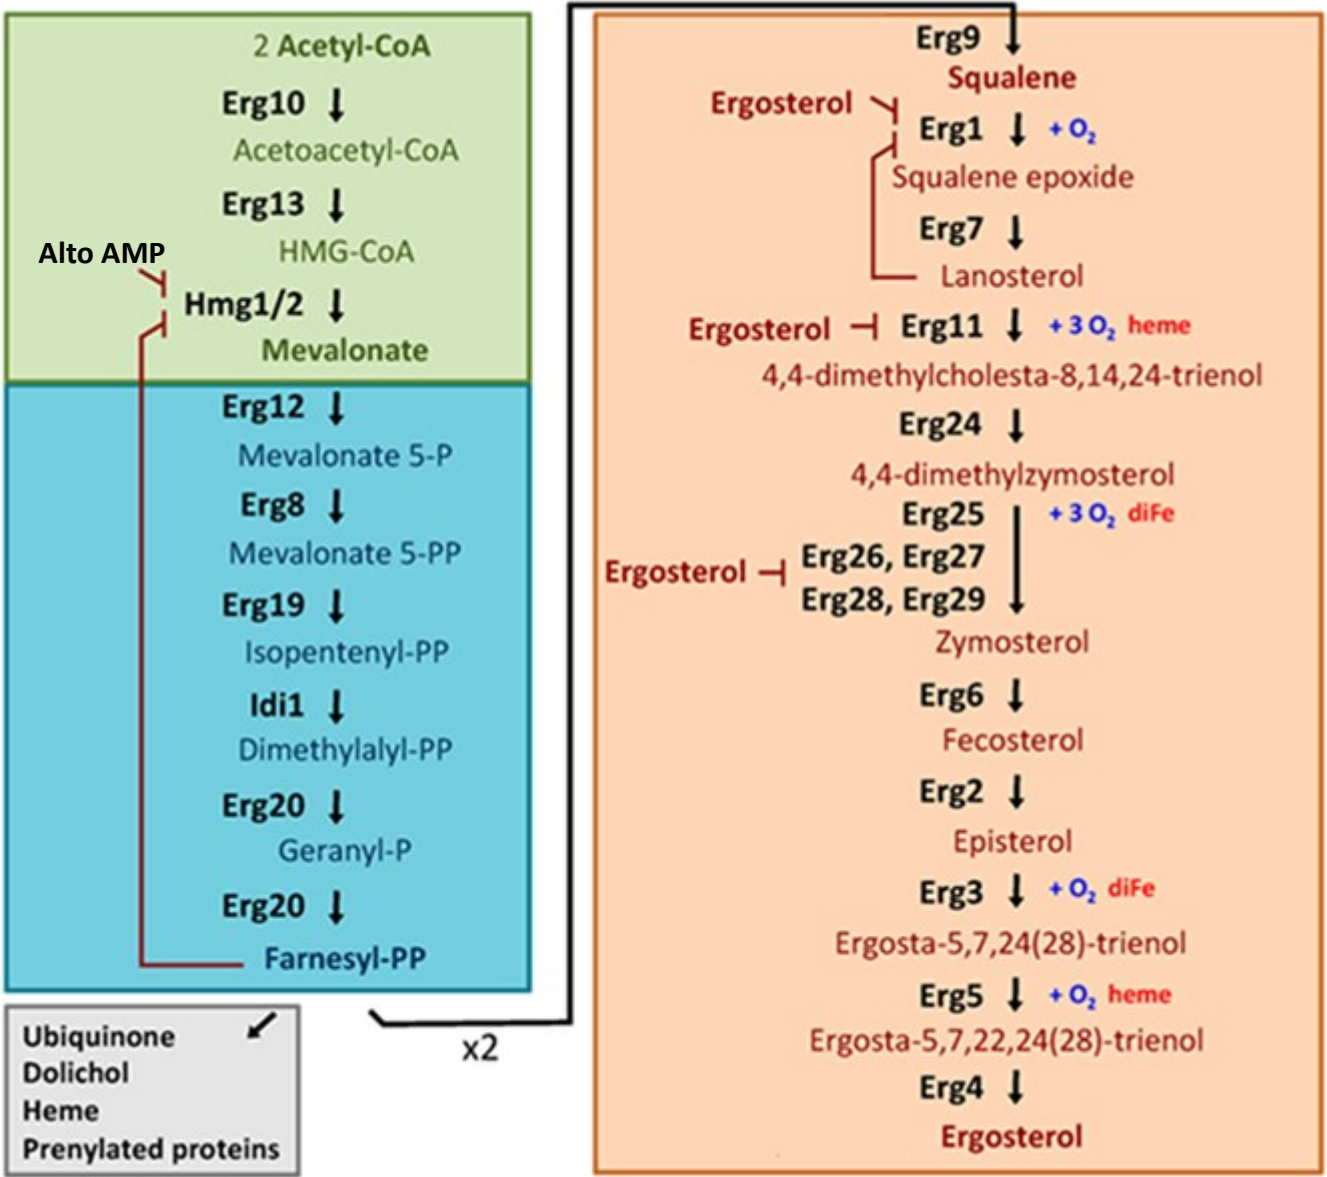 2 Acetyl-CoA
Erg10
Acetoacetyl-CoA
Erg13
HMG-CoA
Alto AMP
Hmg1/2
Mevalonate
Erg12
Mevalonate 5-P
Erg8
Mevalonate 5-PP
Erg19
Isopentenyl-PP
Idi1
Dimethylalyl-PP
Erg20
Geranyl-P
Erg20
Farnesyl-PP
Ubiquinone
Dolichol
Heme
Prenylated proteins
x2
Erg9
Squalene
Ergosterol
Erg1 + O₂
Squalene epoxide
Erg7
Lanosterol
Ergosterol Erg11 + 3 O₂ heme
4,4-dimethylcholesta-8,14,24-trienol
Erg24
4,4-dimethylzymosterol
Erg25 + 3 O₂ diFe
Erg26, Erg27
Ergosterol
Erg28, Erg29
Zymosterol
Erg6
Fecosterol
Erg2
Episterol
Erg3 + O₂ diFe
Ergosta-5,7,24(28)-trienol
Erg5 + O₂ heme
Ergosta-5,7,22,24(28)-trienol
Erg4
Ergosterol